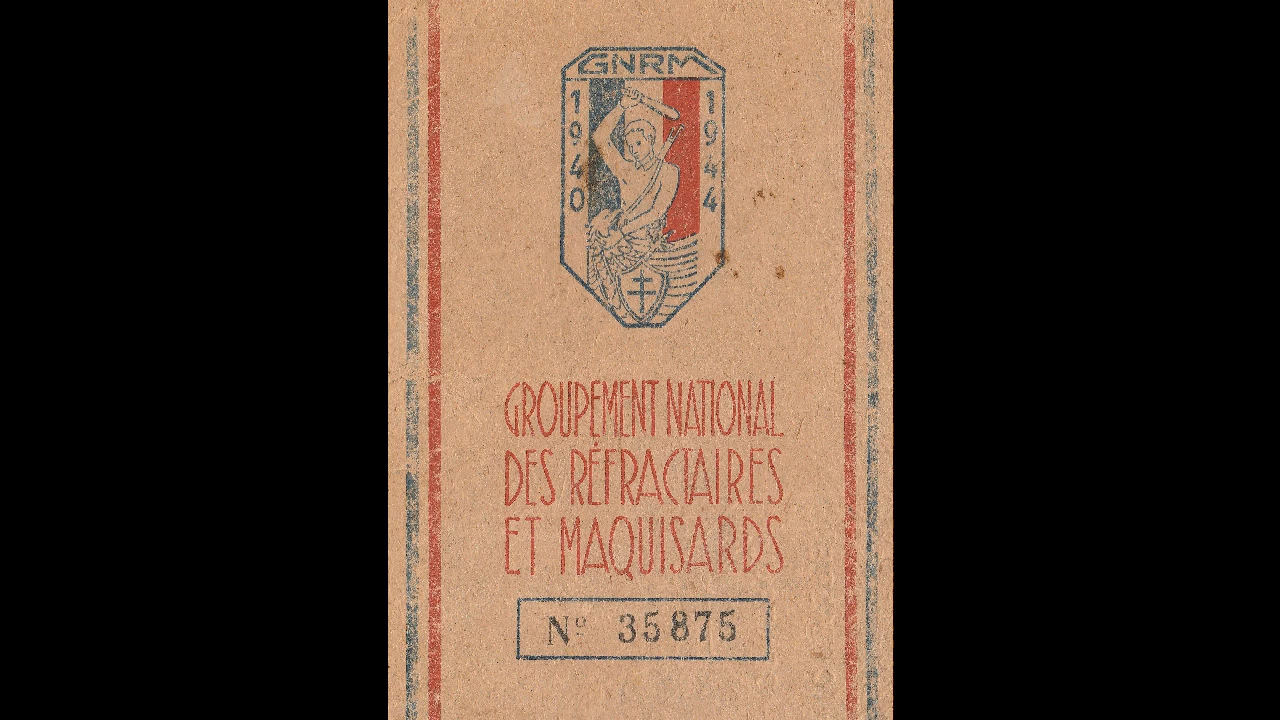 GNRM
1940
1944
GROUPEMENT NATIONAL
DES RÉFRACTAIRES
ET MAQUISARDS
Nº 35875